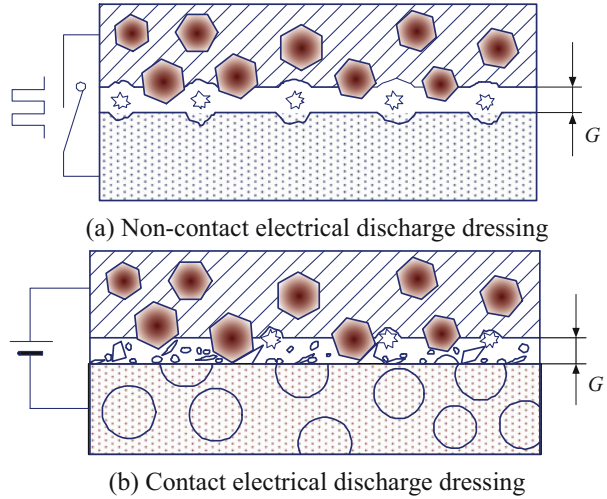 G
(a) Non-contact electrical discharge dressing
G
(b) Contact electrical discharge dressing